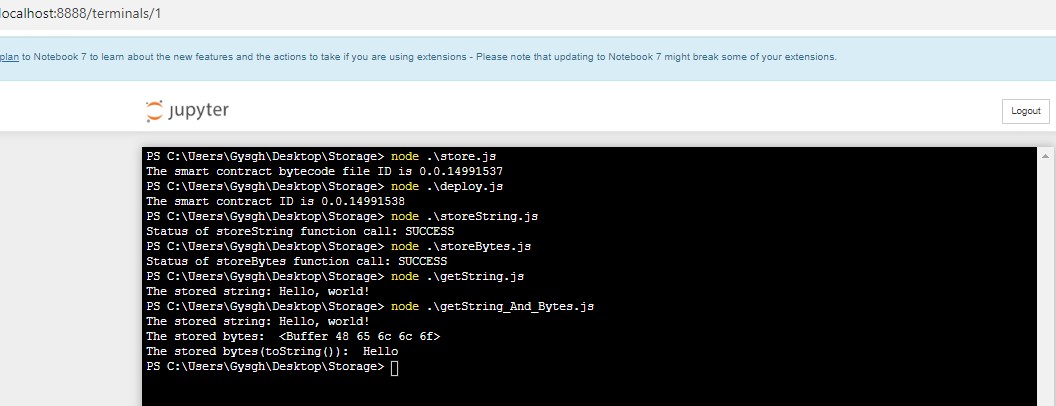 localhost:8888/terminals/1
plan to Notebook 7 to learn about the new features and the actions to take if you are using extensions - Please note that updating to Notebook 7 might break some of your extensions.
jupyter
Logout
PS C:\Users\Gysgh\Desktop\Storage> node .\store.js
The smart contract bytecode file ID is 0.0.14991537
PS C:\Users\Gysgh\Desktop\Storage> node .\deploy.js
The smart contract ID is 0.0.14991538
PS C:\Users\Gysgh\Desktop\Storage> node .\storeString.js
Status of storeString function call: SUCCESS
PS C:\Users\Gysgh\Desktop\Storage> node .\storeBytes.js
Status of storeBytes function call: SUCCESS
PS C:\Users\Gysgh\Desktop\Storage> node .\getString.js
The stored string: Hello, world!
PS C:\Users\Gysgh\Desktop\Storage> node .\getString_And_Bytes.js
The stored string: Hello, world!
The stored bytes:  <Buffer 48 65 6c 6c 6f>
The stored bytes(toString()):  Hello
PS C:\Users\Gysgh\Desktop\Storage>